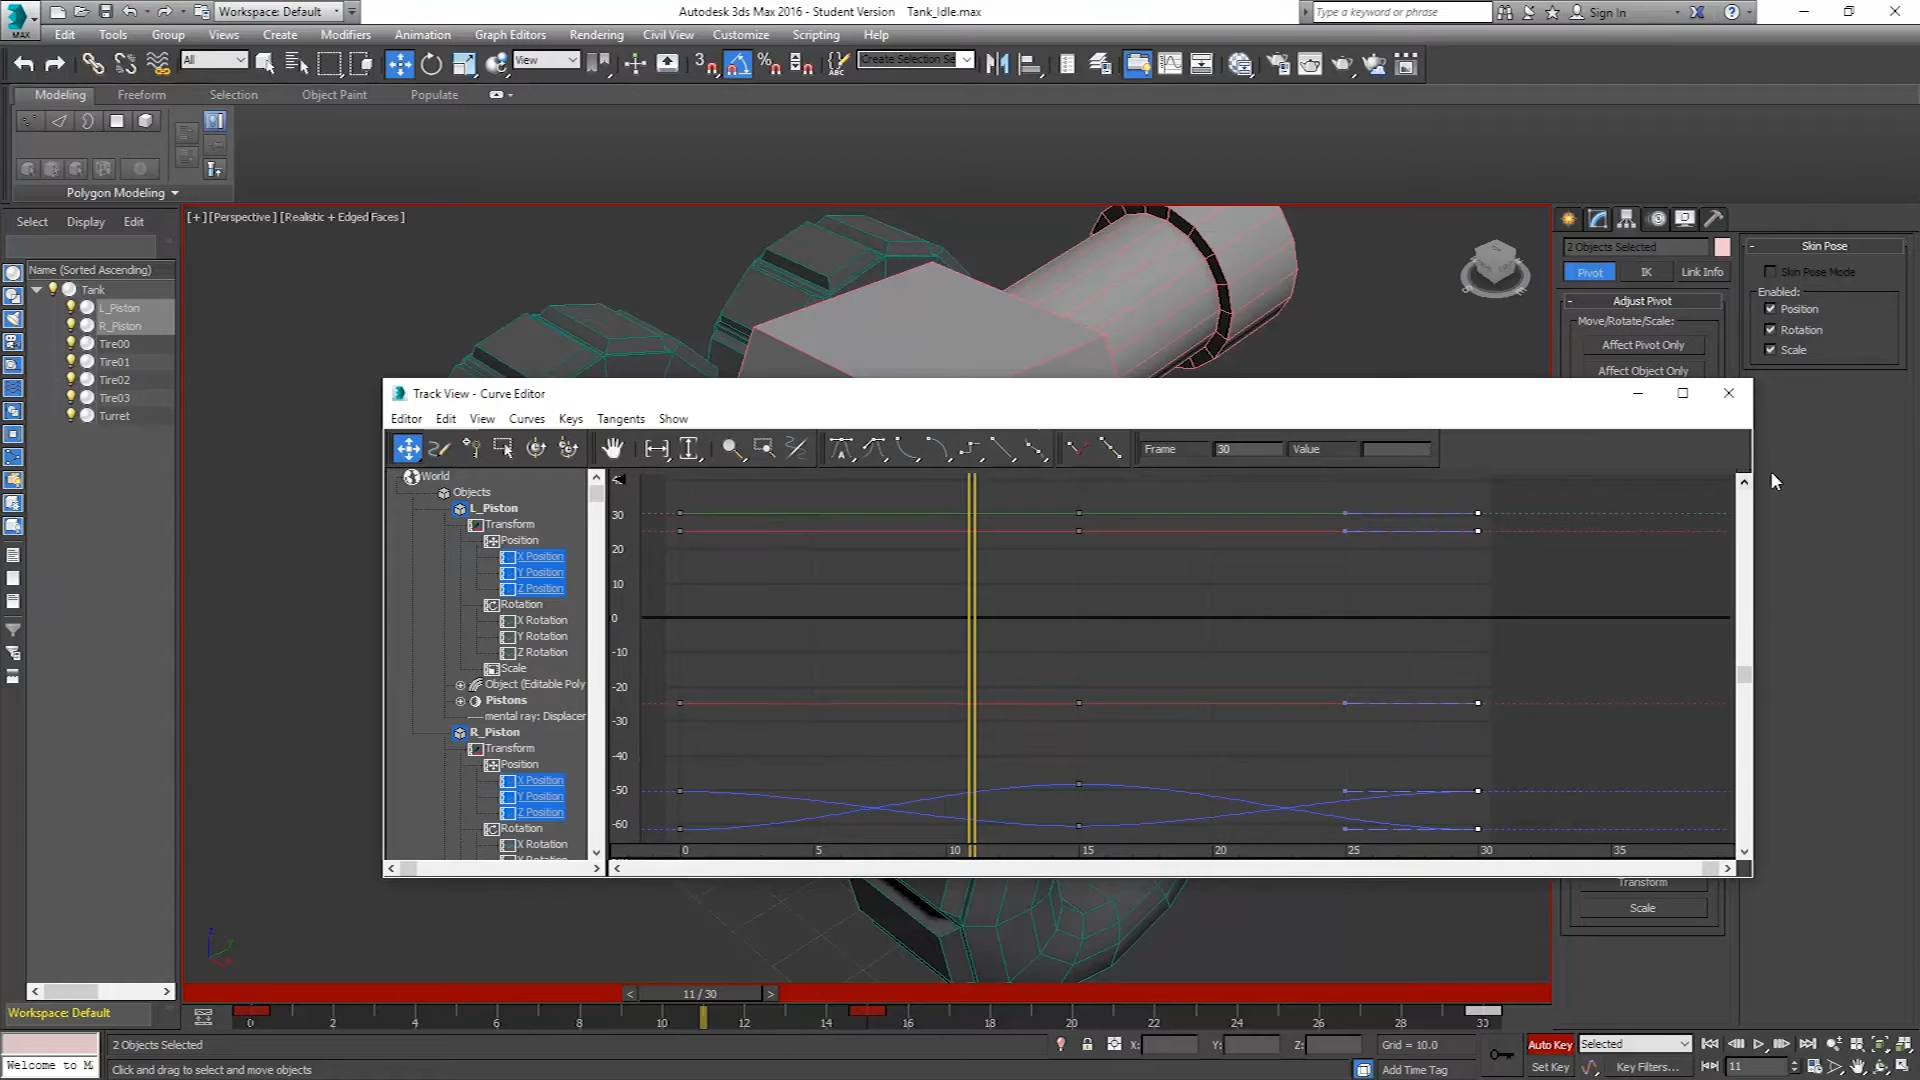 Workspace: Default
Autodesk 3ds Max 2016 - Student Version    Tank_Idle.max
Type a keyword or phrase
Sign In
MAX
Edit Tools Group Views Create Modifiers Animation Graph Editors Rendering Civil View Customize Scripting Help
All
View
3
Create Selection Se
Modeling Freeform Selection Object Paint Populate
Polygon Modeling
Select Display Edit
Name (Sorted Ascending)
Tank
L_Piston
R_Piston
Tire00
Tire01
Tire02
Tire03
Turret
[+] [Perspective] [Realistic + Edged Faces]
2 Objects Selected
Pivot IK Link Info
- Adjust Pivot
Move/Rotate/Scale:
Affect Pivot Only
Affect Object Only
Transform
Scale
- Skin Pose
Skin Pose Mode
Enabled:
Position
Rotation
Scale
Track View - Curve Editor
Editor Edit View Curves Keys Tangents Show
Frame 30 Value
World
Objects
L_Piston
Transform
Position
X Position
Y Position
Z Position
Rotation
X Rotation
Y Rotation
Z Rotation
Scale
Object (Editable Poly
Pistons
mental ray: Displacer
R_Piston
Transform
Position
X Position
Y Position
Z Position
Rotation
X Rotation
30
20
10
0
-10
-20
-30
-40
-50
-60
0 5 10 15 20 25 30 35
< 11 / 30 >
0 2 4 6 8 10 12 14 16 18 20 22 24 26 28 30
Workspace: Default
Welcome to M
2 Objects Selected
Click and drag to select and move objects
X: Y: Z: Grid = 10.0
Add Time Tag
Auto Key Selected
Set Key Key Filters...
11